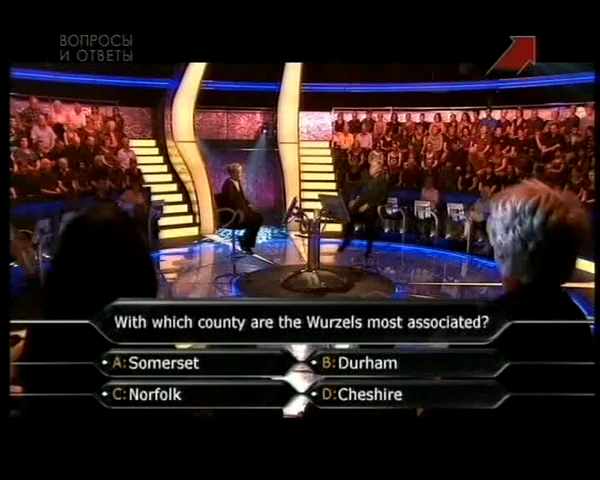 ВОПРОСЫ
И ОТВЕТЫ
With which county are the Wurzels most associated?
A: Somerset
B: Durham
C: Norfolk
D: Cheshire